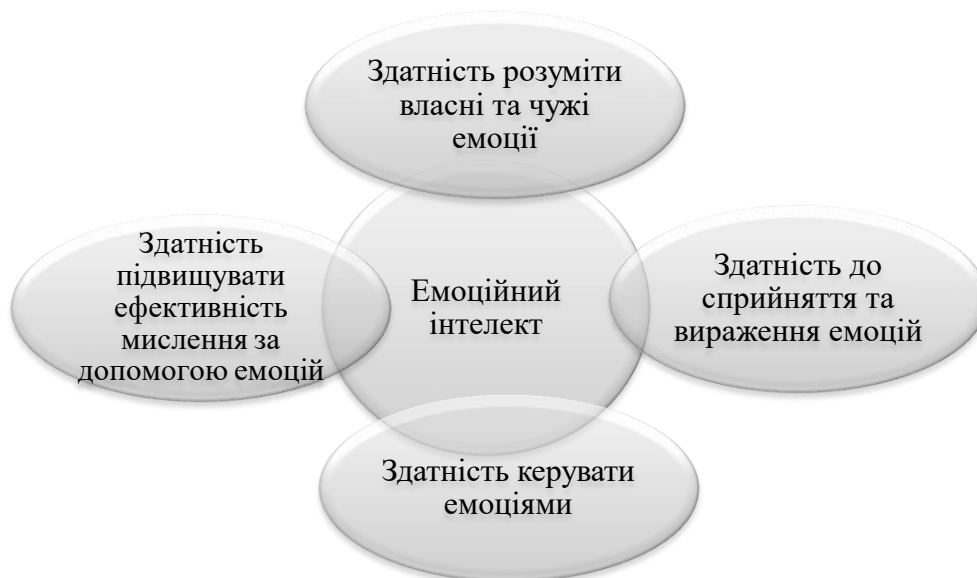 Здатність розуміти
власні та чужі
емоції
Здатність
підвищувати
ефективність
мислення за
допомогою емоцій
Емоційний
інтелект
Здатність до
сприйняття та
вираження емоцій
Здатність керувати
емоціями